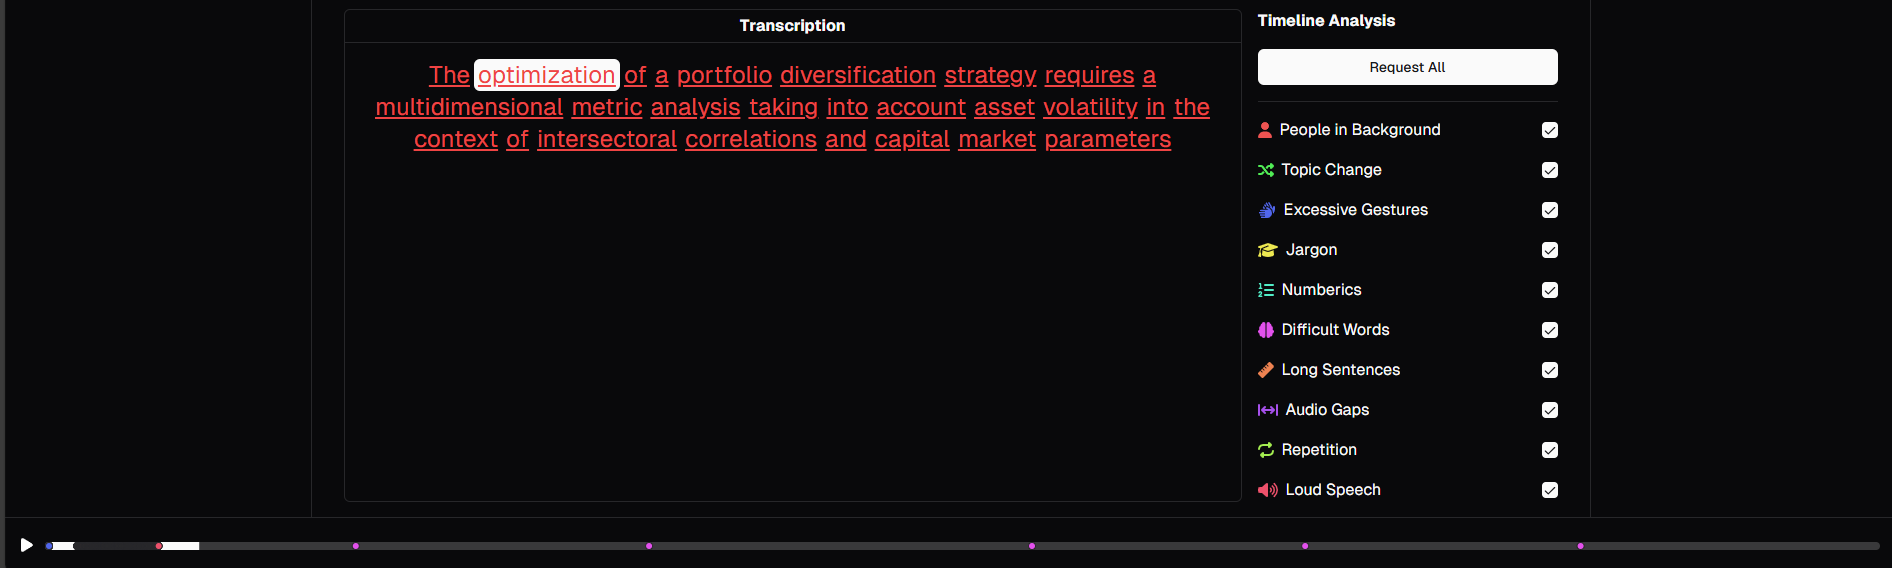 Transcription
The optimization of a portfolio diversification strategy requires a
multidimensional metric analysis taking into account asset volatility in the
context of intersectoral correlations and capital market parameters
Timeline Analysis
Request All
People in Background
Topic Change
Excessive Gestures
Jargon
Numberics
Difficult Words
Long Sentences
Audio Gaps
Repetition
Loud Speech